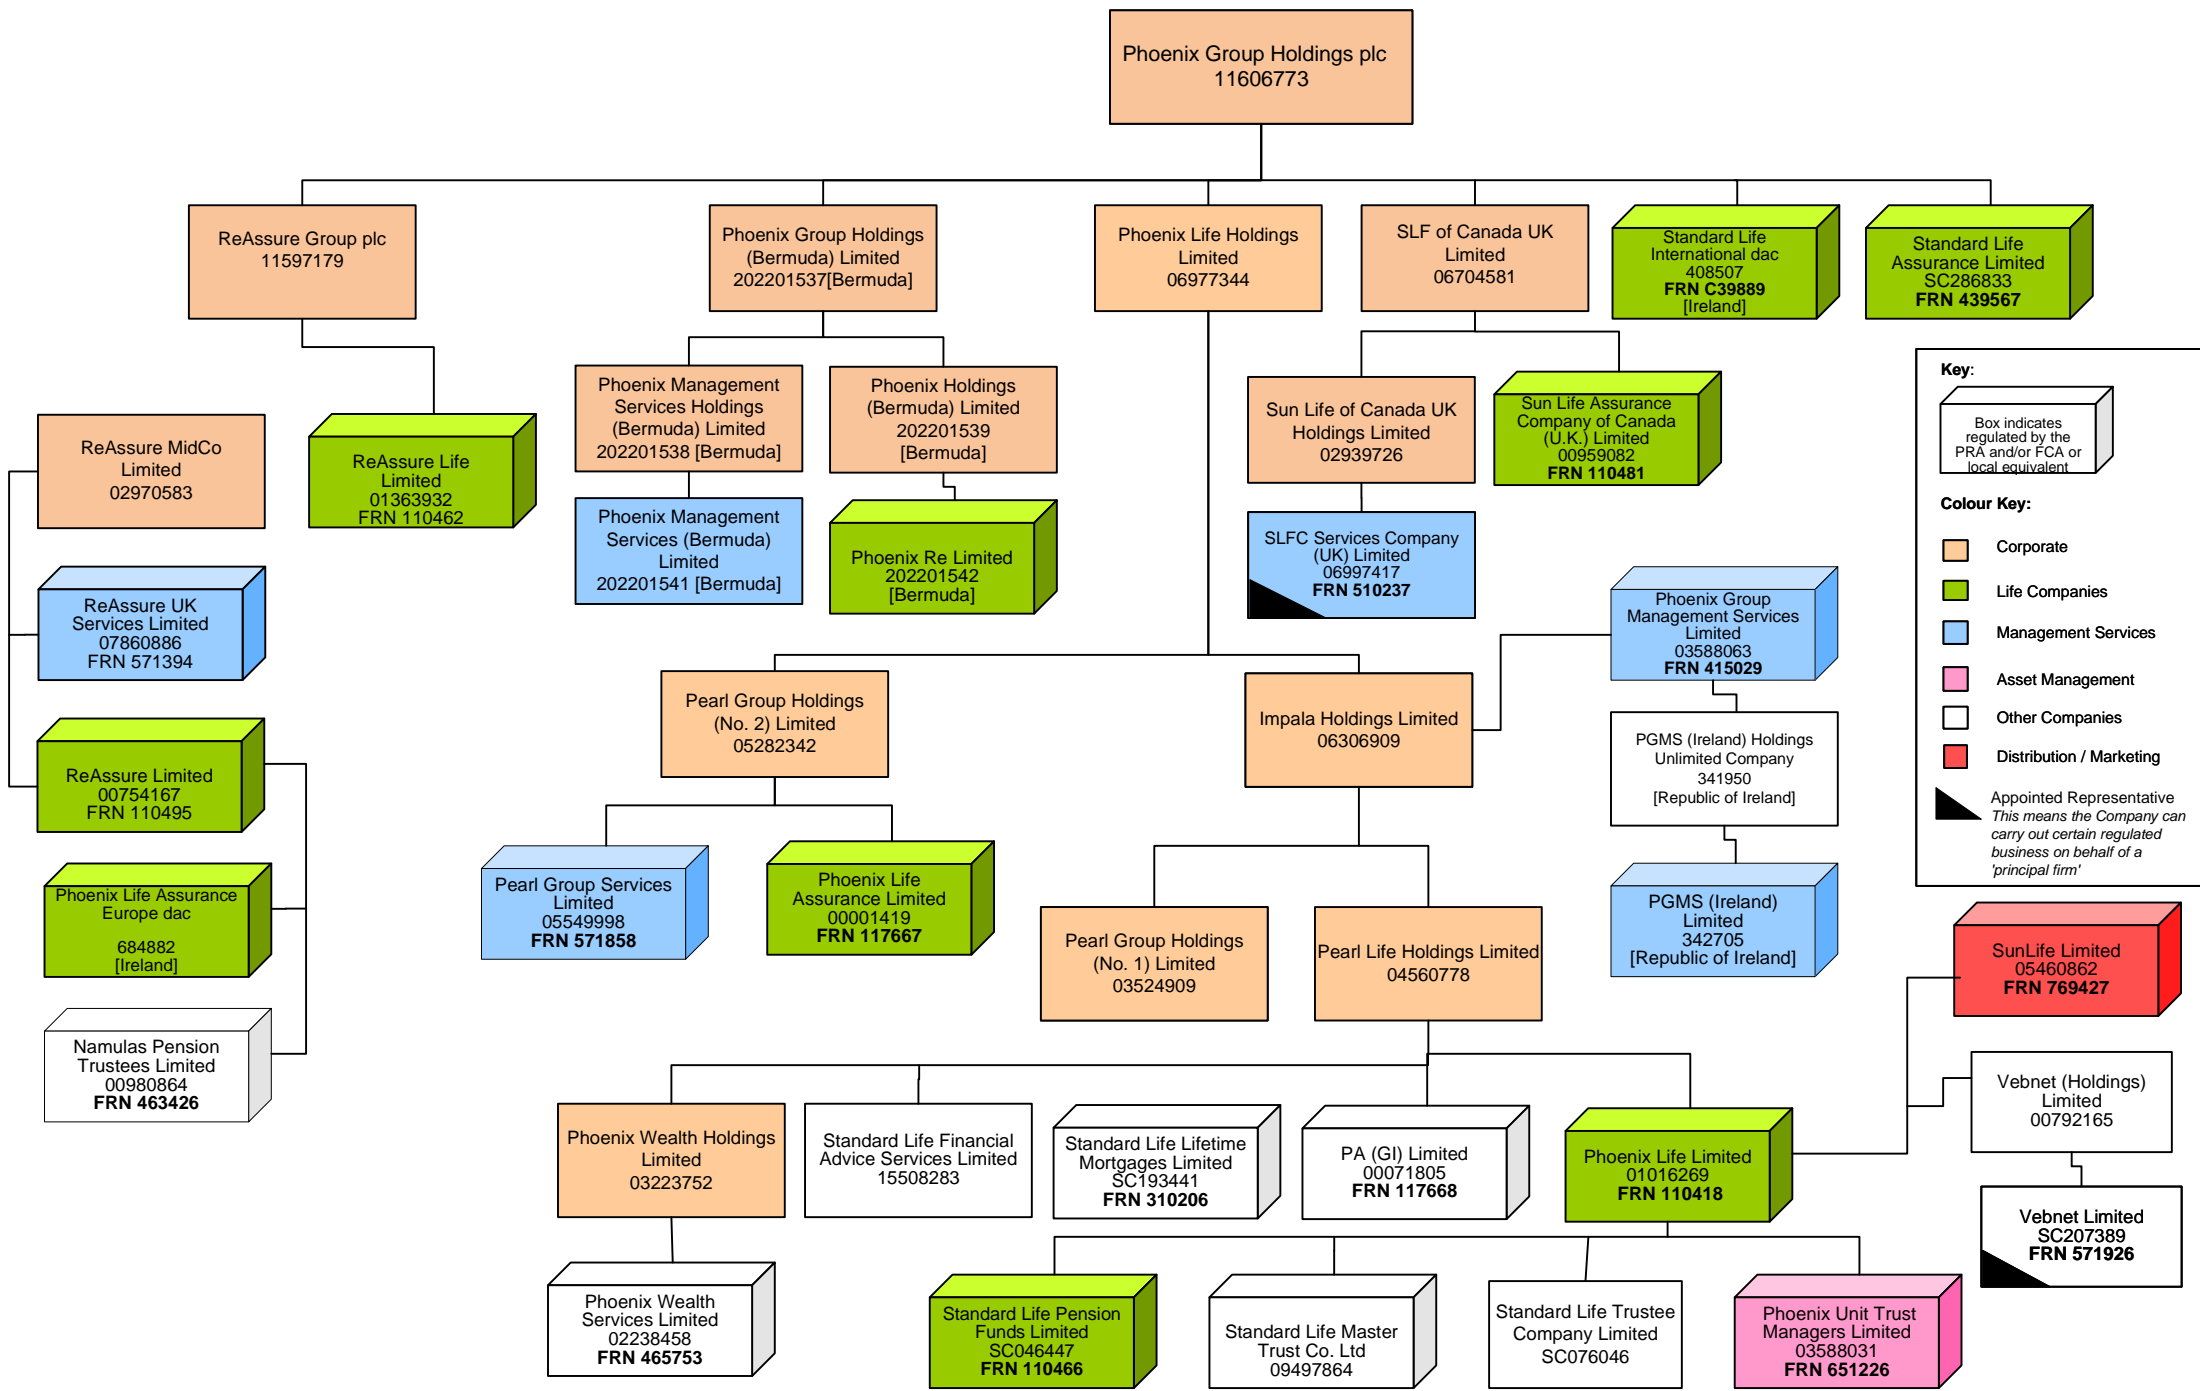 Phoenix Group Holdings plc
11606773
ReAssure Group plc
11597179
Phoenix Group Holdings
(Bermuda) Limited
202201537[Bermuda]
Phoenix Life Holdings
Limited
06977344
SLF of Canada UK
Limited
06704581
Standard Life
International dac
408507
FRN C39889
[Ireland]
Standard Life
Assurance Limited
SC286833
FRN 439567
ReAssure MidCo
Limited
02970583
ReAssure Life
Limited
01363932
FRN 110462
Phoenix Management
Services Holdings
(Bermuda) Limited
202201538 [Bermuda]
Phoenix Holdings
(Bermuda) Limited
202201539
[Bermuda]
Sun Life of Canada UK
Holdings Limited
02939726
Sun Life Assurance
Company of Canada
(U.K.) Limited
00959082
FRN 110481
Key:
Box indicates
regulated by the
PRA and/or FCA or
local equivalent
Colour Key:
Corporate
Life Companies
Management Services
Asset Management
Other Companies
Distribution / Marketing
Appointed Representative
This means the Company can
carry out certain regulated
business on behalf of a
'principal firm'
ReAssure UK
Services Limited
07860886
FRN 571394
Phoenix Management
Services (Bermuda)
Limited
202201541 [Bermuda]
Phoenix Re Limited
202201542
[Bermuda]
SLFC Services Company
(UK) Limited
06997417
FRN 510237
Phoenix Group
Management Services
Limited
03588063
FRN 415029
ReAssure Limited
00754167
FRN 110495
Pearl Group Holdings
(No. 2) Limited
05282342
Impala Holdings Limited
06306909
PGMS (Ireland) Holdings
Unlimited Company
341950
[Republic of Ireland]
Phoenix Life Assurance
Europe dac
684882
[Ireland]
Pearl Group Services
Limited
05549998
FRN 571858
Phoenix Life
Assurance Limited
00001419
FRN 117667
Pearl Group Holdings
(No. 1) Limited
03524909
Pearl Life Holdings Limited
04560778
PGMS (Ireland)
Limited
342705
[Republic of Ireland]
SunLife Limited
05460862
FRN 769427
Namulas Pension
Trustees Limited
00980864
FRN 463426
Phoenix Wealth Holdings
Limited
03223752
Standard Life Financial
Advice Services Limited
15508283
Standard Life Lifetime
Mortgages Limited
SC193441
FRN 310206
PA (GI) Limited
00071805
FRN 117668
Phoenix Life Limited
01016269
FRN 110418
Vebnet (Holdings)
Limited
00792165
Vebnet Limited
SC207389
FRN 571926
Phoenix Wealth
Services Limited
02238458
FRN 465753
Standard Life Pension
Funds Limited
SC046447
FRN 110466
Standard Life Master
Trust Co. Ltd
09497864
Standard Life Trustee
Company Limited
SC076046
Phoenix Unit Trust
Managers Limited
03588031
FRN 651226